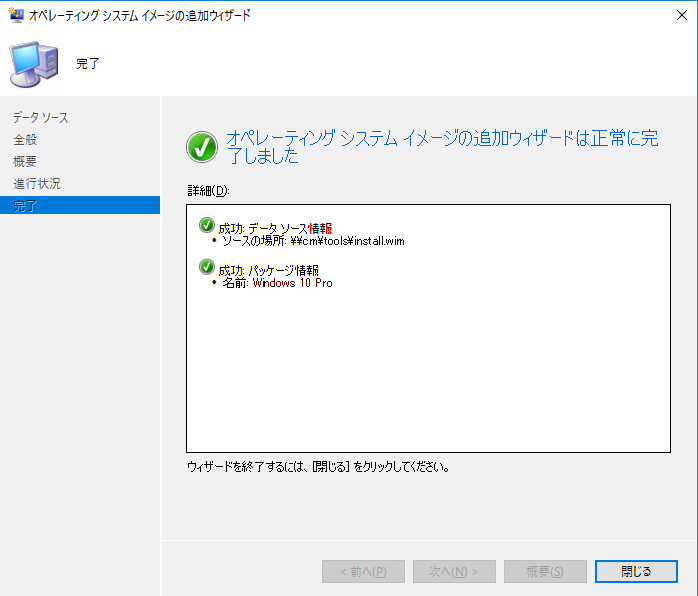 オペレーティング システム イメージの追加ウィザード
完了
データ ソース
全般
概要
進行状況
完了
オペレーティング システム イメージの追加ウィザードは正常に完
了しました
詳細(D):
成功: データ ソース情報
• ソースの場所: ¥¥cm¥tools¥install.wim
成功: パッケージ情報
• 名前: Windows 10 Pro
ウィザードを終了するには、[閉じる] をクリックしてください。
< 前へ(P)
次へ(N) >
概要(S)
閉じる